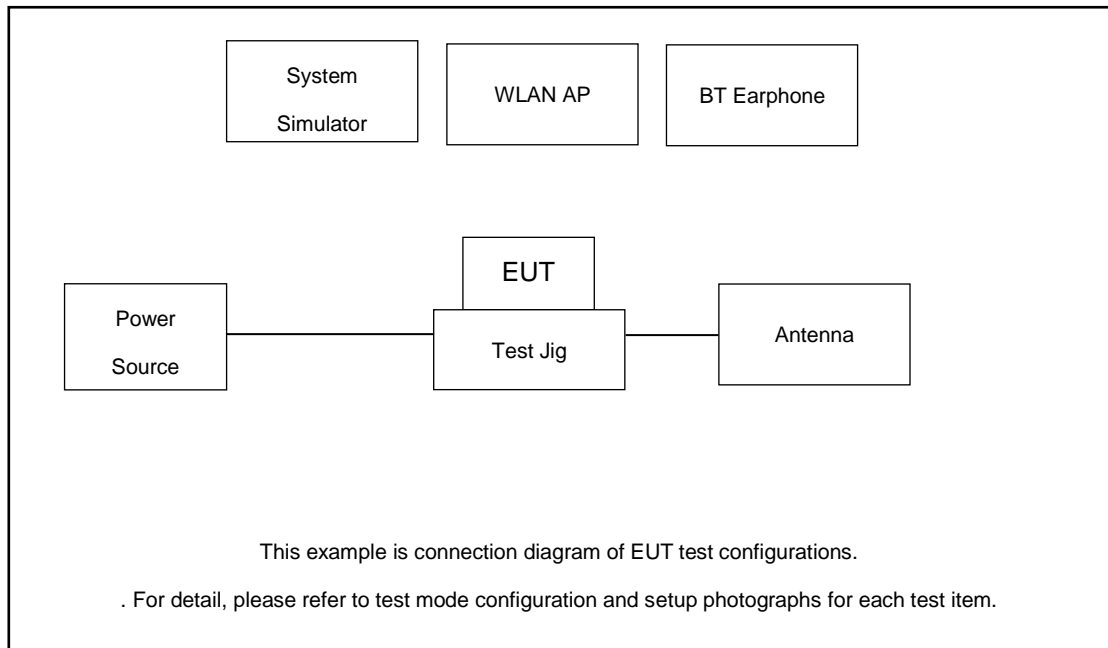 System
Simulator
WLAN AP
BT Earphone
EUT
Power
Source
Test Jig
Antenna
This example is connection diagram of EUT test configurations.
. For detail, please refer to test mode configuration and setup photographs for each test item.